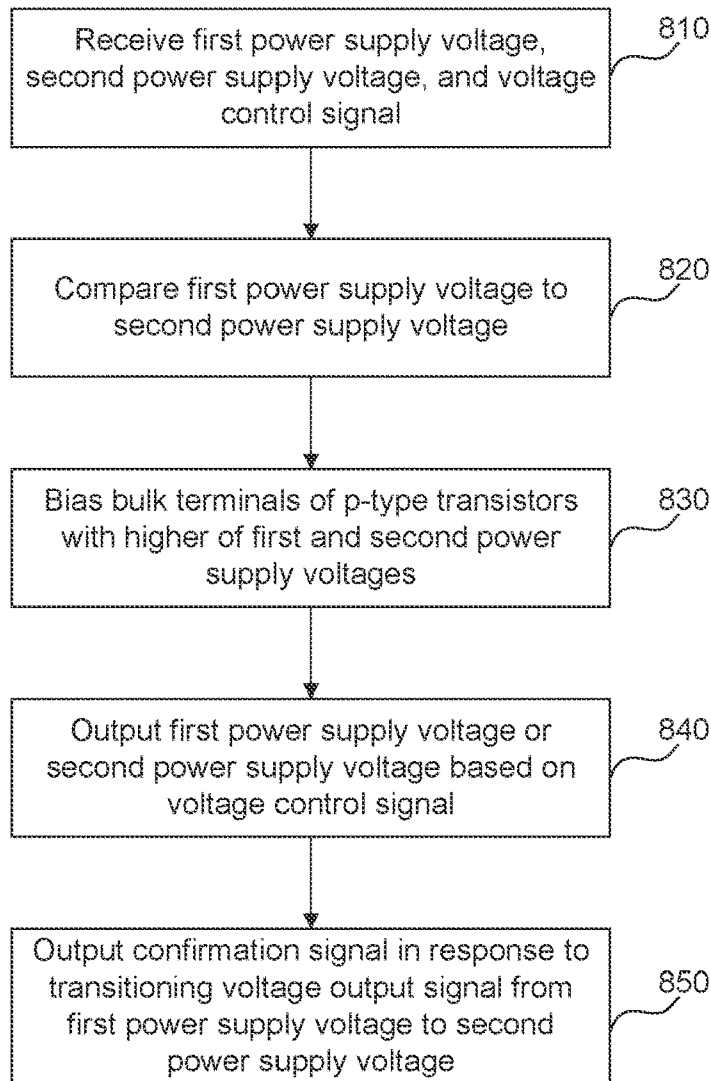 Receive first power supply voltage,
second power supply voltage, and voltage
control signal
810
Compare first power supply voltage to
second power supply voltage
820
Bias bulk terminals of p-type transistors
with higher of first and second power
supply voltages
830
Output first power supply voltage or
second power supply voltage based on
voltage control signal
840
Output confirmation signal in response to
transitioning voltage output signal from
first power supply voltage to second
power supply voltage
850